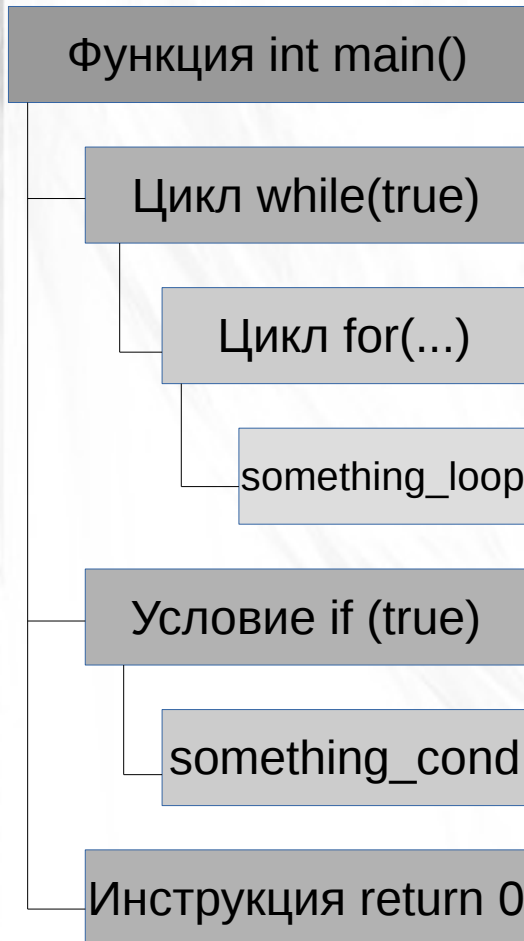 Функция int main()
Цикл while(true)
Цикл for(...)
something_loop
Условие if (true)
something_cond
Инструкция return 0